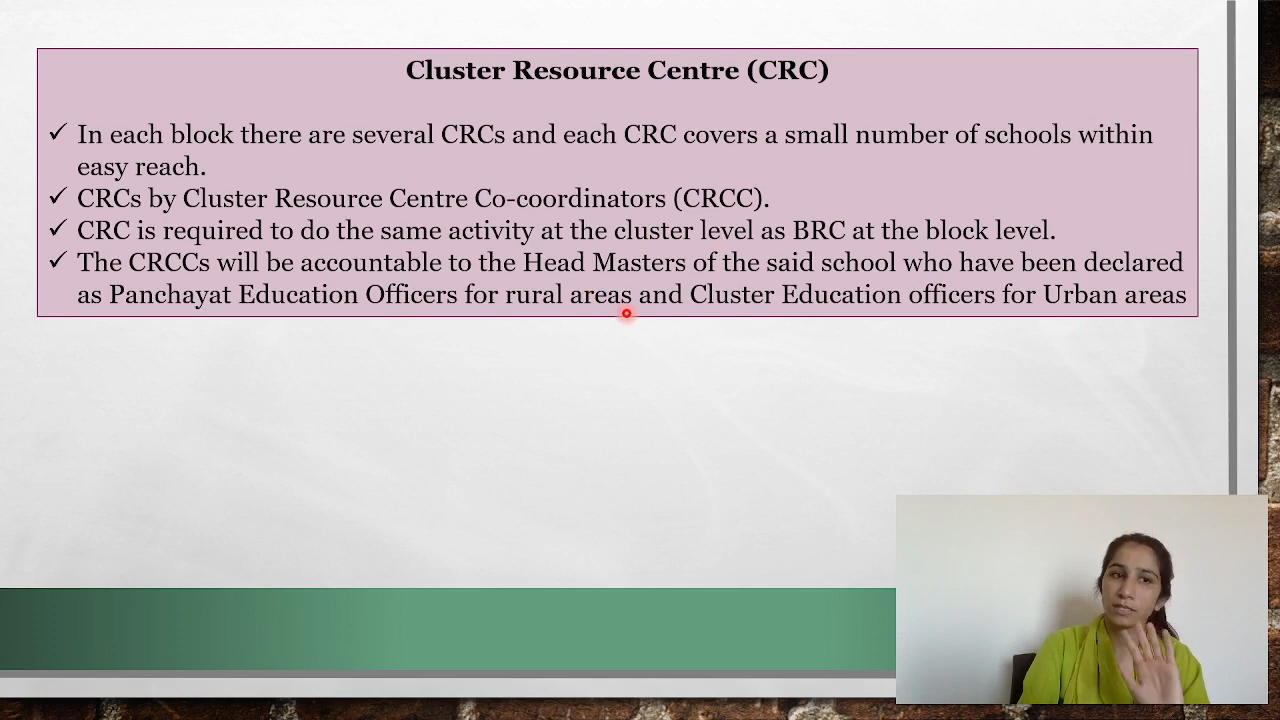 Cluster Resource Centre (CRC)
✓ In each block there are several CRCs and each CRC covers a small number of schools within
easy reach.
✓ CRCs by Cluster Resource Centre Co-coordinators (CRCC).
✓ CRC is required to do the same activity at the cluster level as BRC at the block level.
✓ The CRCCs will be accountable to the Head Masters of the said school who have been declared
as Panchayat Education Officers for rural areas and Cluster Education officers for Urban areas